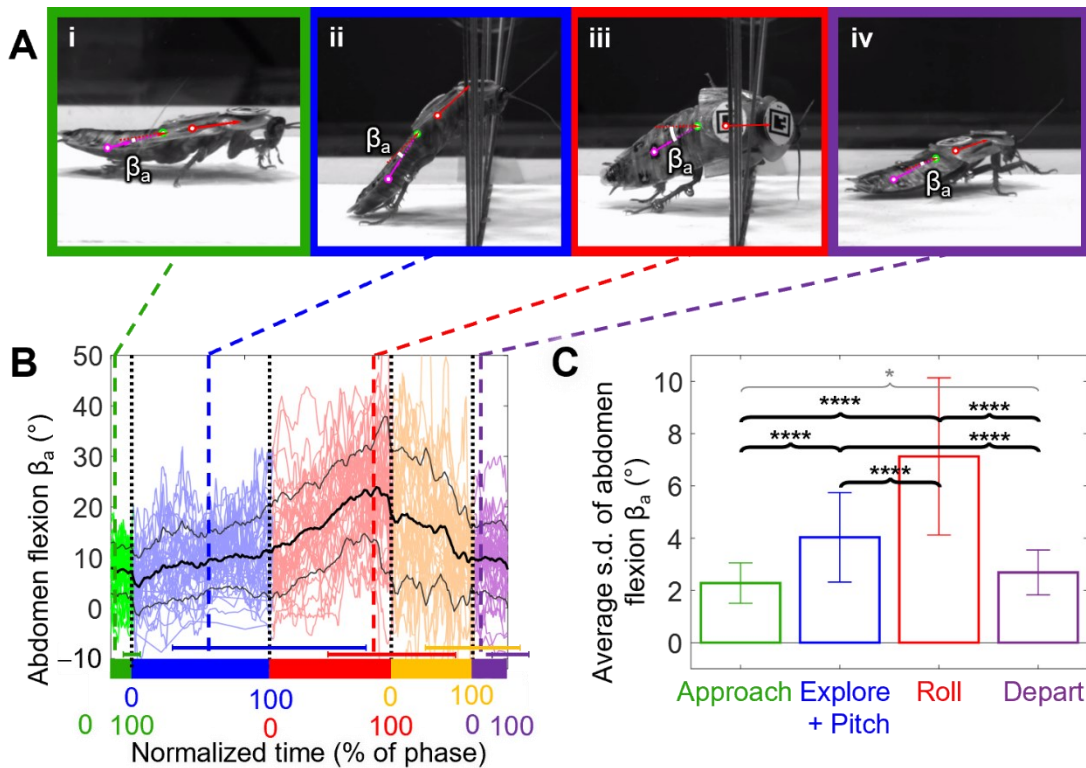 A
i
ii
iii
iv
βa
βa
βa
βa
B
50
40
30
20
10
0
–10
Abdomen flexion βa (°)
0 100 0 100
0 100 0 100 0 100
Normalized time (% of phase)
C
10
8
6
4
2
0
Average s.d. of abdomen
flexion βa (°)
*
**** ****
**** ****
****
Approach Explore Roll Depart
+ Pitch